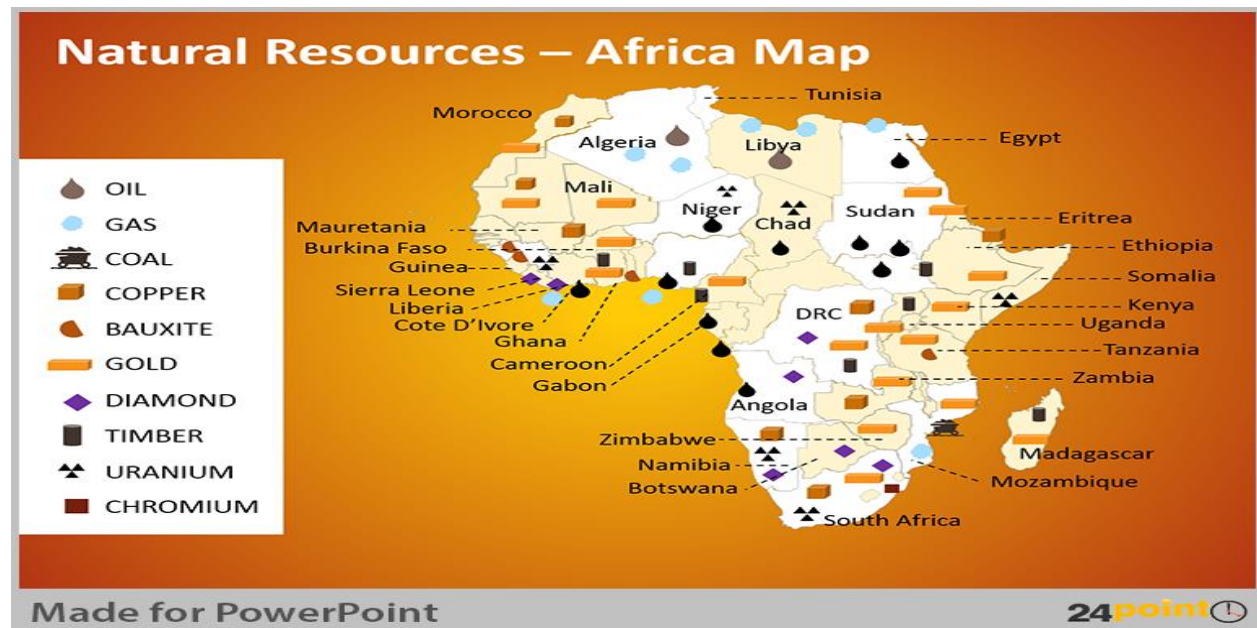 Natural Resources – Africa Map
Tunisia
Morocco
Egypt
Algeria
Libya
OIL
Mali
GAS
Niger
Chad
Sudan
Eritrea
Mauretania
COAL
Burkina Faso
Ethiopia
Guinea
Somalia
COPPER
Sierra Leone
Liberia
Kenya
DRC
BAUXITE
Cote D'Ivore
Uganda
Ghana
Tanzania
GOLD
Cameroon
Zambia
Gabon
DIAMOND
Angola
TIMBER
Zimbabwe
Madagascar
Namibia
URANIUM
Botswana
Mozambique
CHROMIUM
South Africa
Made for PowerPoint
24point